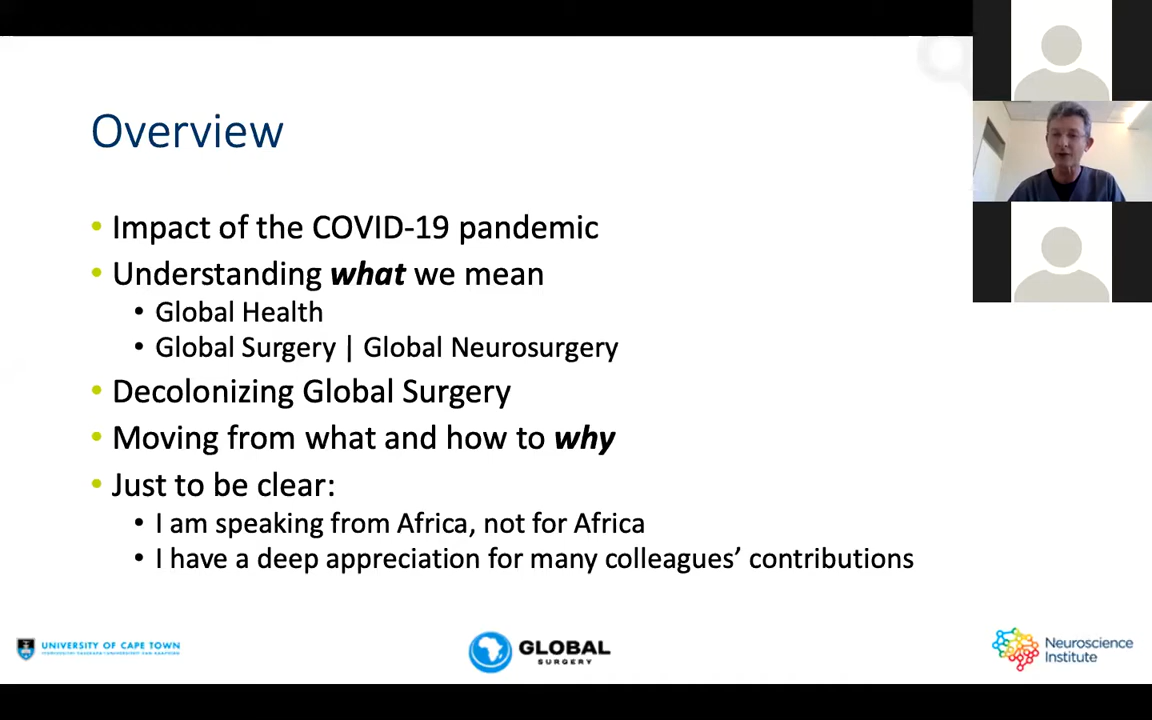 Overview
• Impact of the COVID-19 pandemic
• Understanding what we mean
• Global Health
• Global Surgery | Global Neurosurgery
• Decolonizing Global Surgery
• Moving from what and how to why
• Just to be clear:
• I am speaking from Africa, not for Africa
• I have a deep appreciation for many colleagues’ contributions
UNIVERSITY OF CAPE TOWN
GLOBAL
SURGERY
Neuroscience
Institute